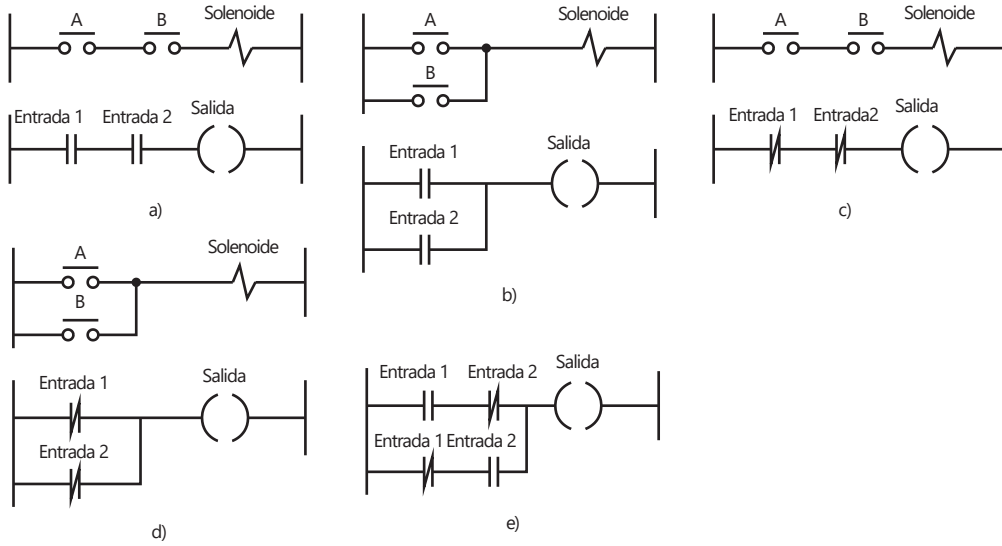 A B Solenoide
Entrada 1 Entrada 2 Salida
a)
A Solenoide
B
Entrada 1 Salida
Entrada 2
b)
A B Solenoide
Entrada 1 Entrada2 Salida
c)
A Solenoide
B
Entrada 1 Salida
Entrada 2
d)
Entrada 1 Entrada 2 Salida
Entrada 1 Entrada 2
e)